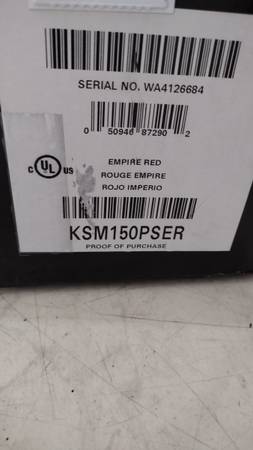 SERIAL NO. WA4126684
0 50946 87290 2
C UL US
EMPIRE RED
ROUGE EMPIRE
ROJO IMPERIO
KSM150PSER
PROOF OF PURCHASE